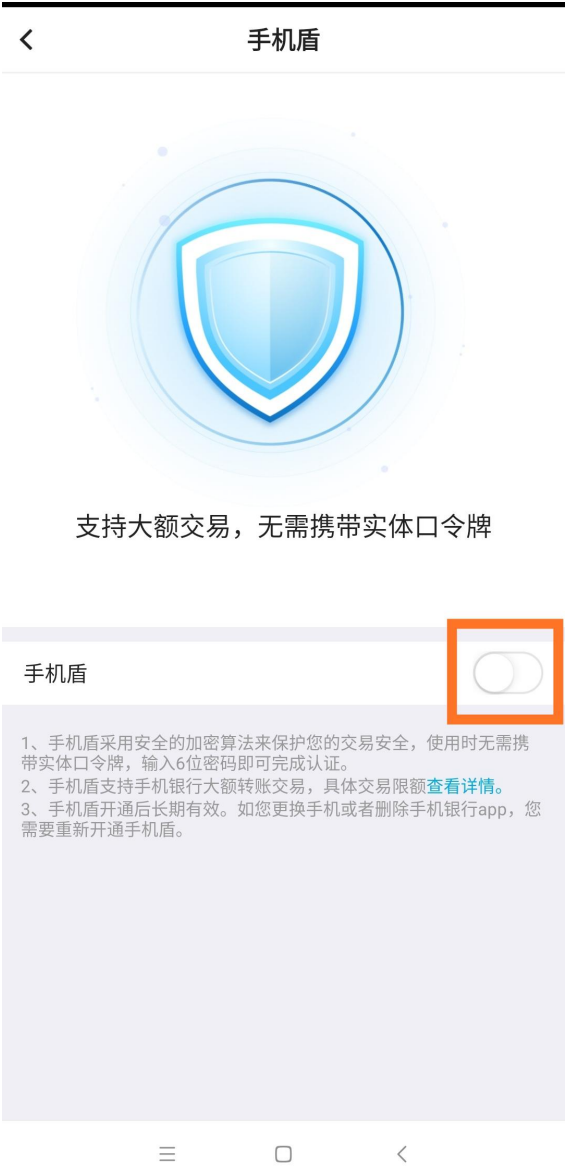 手机盾
支持大额交易，无需携带实体口令牌
手机盾
1、手机盾采用安全的加密算法来保护您的交易安全，使用时无需携
带实体口令牌，输入6位密码即可完成认证。
2、手机盾支持手机银行大额转账交易，具体交易限额查看详情。
3、手机盾开通后长期有效。如您更换手机或者删除手机银行app，您
需要重新开通手机盾。